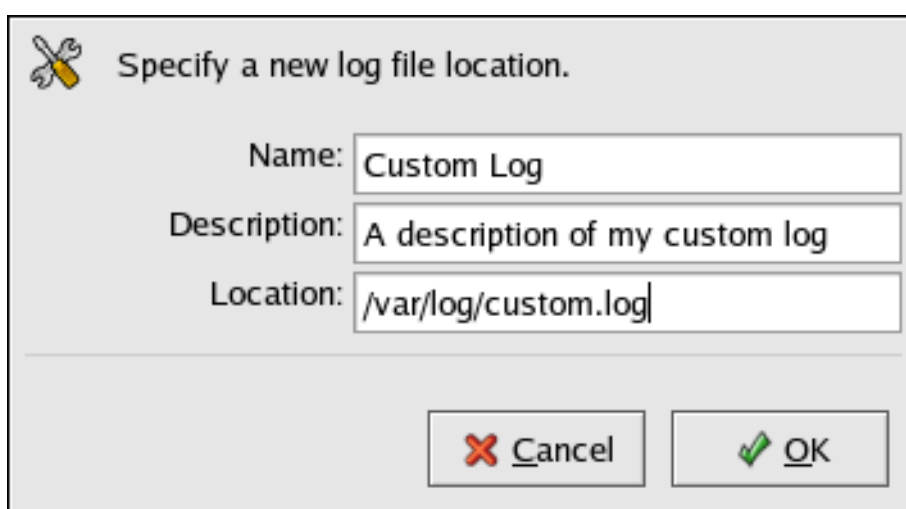 Specify a new log file location.
Name: Custom Log
Description: A description of my custom log
Location: /var/log/custom.log
Cancel OK